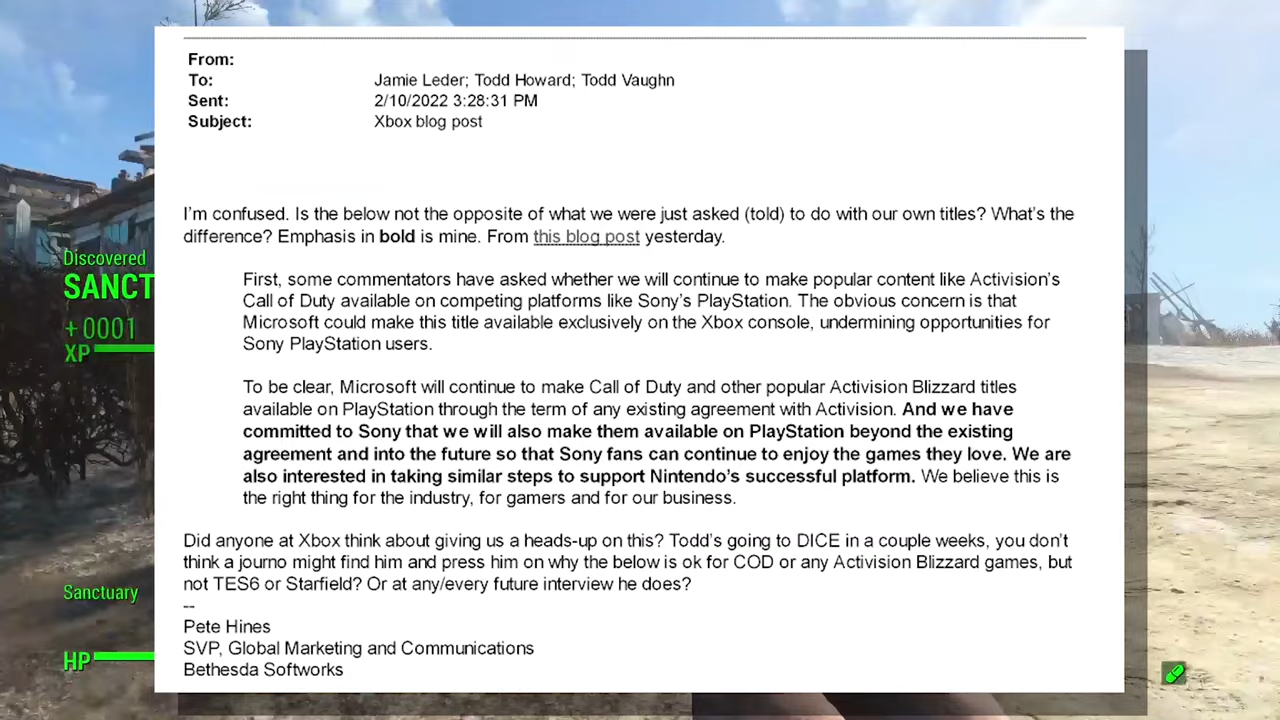 From:
To: Jamie Leder; Todd Howard; Todd Vaughn
Sent: 2/10/2022 3:28:31 PM
Subject: Xbox blog post
I'm confused. Is the below not the opposite of what we were just asked (told) to do with our own titles? What's the
difference? Emphasis in bold is mine. From this blog post yesterday.
Discovered
SANCT
+0001
XP
First, some commentators have asked whether we will continue to make popular content like Activision's
Call of Duty available on competing platforms like Sony's PlayStation. The obvious concern is that
Microsoft could make this title available exclusively on the Xbox console, undermining opportunities for
Sony PlayStation users.
To be clear, Microsoft will continue to make Call of Duty and other popular Activision Blizzard titles
available on PlayStation through the term of any existing agreement with Activision. And we have
committed to Sony that we will also make them available on PlayStation beyond the existing
agreement and into the future so that Sony fans can continue to enjoy the games they love. We are
also interested in taking similar steps to support Nintendo's successful platform. We believe this is
the right thing for the industry, for gamers and for our business.
Did anyone at Xbox think about giving us a heads-up on this? Todd's going to DICE in a couple weeks, you don't
think a journo might find him and press him on why the below is ok for COD or any Activision Blizzard games, but
not TES6 or Starfield? Or at any/every future interview he does?
--
Pete Hines
SVP, Global Marketing and Communications
Bethesda Softworks
Sanctuary
HP